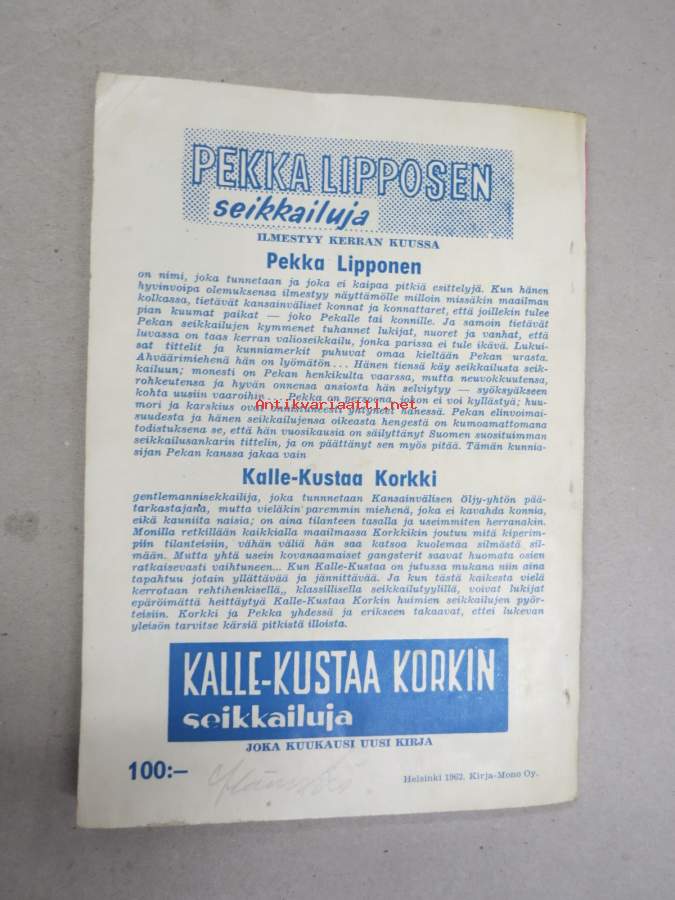 PEKKA LIPPOSEN
seikkailuja
ILMESTYY KERRAN KUUSSA
Pekka Lipponen
on nimi, joka tunnetaan ja joka ei kaipaa pitkiä esittelyjä. Kun hänen
hyvinvoipa olemuksensa ilmestyy näyttämölle milloin missäkin maailman
kolkassa, tietävät kansainväliset konnat ja konnattaret, että joillekin tulee
pian kuumat paikat — joko Pekalle tai konnille. Ja samoin tietävät
Pekan seikkailujen kymmenet tuhannet lukijat, nuoret ja vanhat, että
luvassa on taas kerran valioseikkailu, jonka parissa ei tule ikävä. Lukui-
sat tittelit ja kunniamerkit puhuvat omaa kieltään Pekan urasta.
Ahväärimiehenä hän on lyömätön... Hänen tiensä käy seikkailusta seik-
kailuun; monesti on Pekan henkikulta vaarssa, mutta neuvokkuutensa,
rohkeutensa ja hyvän onnensa ansiosta hän selviytyy — syöksyäkseen
kohta uusiin vaaroihin... Pekka on persoona, johon ei voi kyllästyä; huu-
Antikvariaatti.net
mori ja karskius ovat onnistuneesti yhtyneet hänessä. Pekan elinvoimai-
suudesta ja hänen seikkailujensa oikeasta hengestä on kumoamattomana
todistuksena se, että hän vuosikausia on säilyttänyt Suomen suosituimman
seikkailusankarin tittelin, ja on päättänyt sen myös pitää. Tämän kunnia-
sijan Pekan kanssa jakaa vain
Kalle-Kustaa Korkki
gentlemannisekkailija, joka tunnnetaan Kansainvälisen Öljy-yhtön pää-
tarkastajana, mutta vieläkin paremmin miehenä, joka ei kavahda konnia,
eikä kauniita naisia; on aina tilanteen tasalla ja useimmiten herranakin.
Monilla retkillään kaikkialla maailmassa Korkkikin joutuu mitä kiperim-
piin tilanteisiin, vähän väliä hän saa katsoa kuolemaa silmästä sil-
mään. Mutta yhtä usein kovanaamaiset gangsterit saavat huomata osien
ratkaisevasti vaihtuneen... Kun Kalle-Kustaa on jutussa mukana niin aina
tapahtuu jotain yllättävää ja jännittävää. Ja kun tästä kaikesta vielä
kerrotaan rehtihenkisellä,, klassillisella seikkailutyylillä, voivat lukijat
epäröimättä heittäytyä Kalle-Kustaa Korkin huimien seikkailujen pyör-
teisiin. Korkki ja Pekka yhdessä ja erikseen takaavat, ettei lukevan
yleisön tarvitse kärsiä pitkistä illoista.
KALLE-KUSTAA KORKIN
seikkailuja
JOKA KUUKAUSI UUSI KIRJA
100:—
Helsinki 1962. Kirja-Mono Oy.